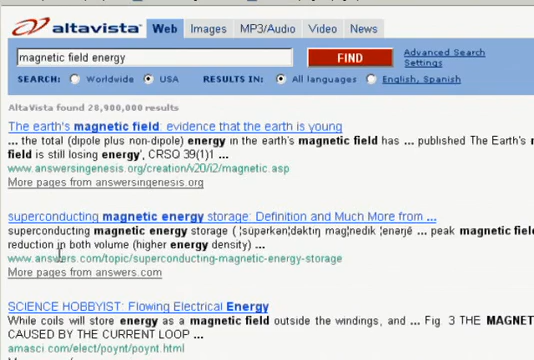 altavista Web Images MP3/Audio Video News
magnetic field energy FIND Advanced Search
Settings
SEARCH: Worldwide USA RESULTS IN: All languages English, Spanish
AltaVista found 28,900,000 results
The earth's magnetic field: evidence that the earth is young
... the total (dipole plus non-dipole) energy in the earth's magnetic field has ... published The Earth's
field is still losing energy', CRSQ 39(1)1 ...
www.answersingenesis.org/creation/v20/i2/magnetic.asp
More pages from answersingenesis.org
superconducting magnetic energy storage: Definition and Much More from ...
superconducting magnetic energy storage ( ¦süpərkən¦dəktiŋ mag¦nedik ¦enərjē ... peak magnetic field
reduction in both volume (higher energy density) ...
www.answers.com/topic/superconducting-magnetic-energy-storage
More pages from answers.com
SCIENCE HOBBYIST: Flowing Electrical Energy
While coils will store energy as a magnetic field outside the windings, and ... Fig. 3 THE MAGNET
CAUSED BY THE CURRENT LOOP ...
amasci.com/elect/poynt/poynt.html